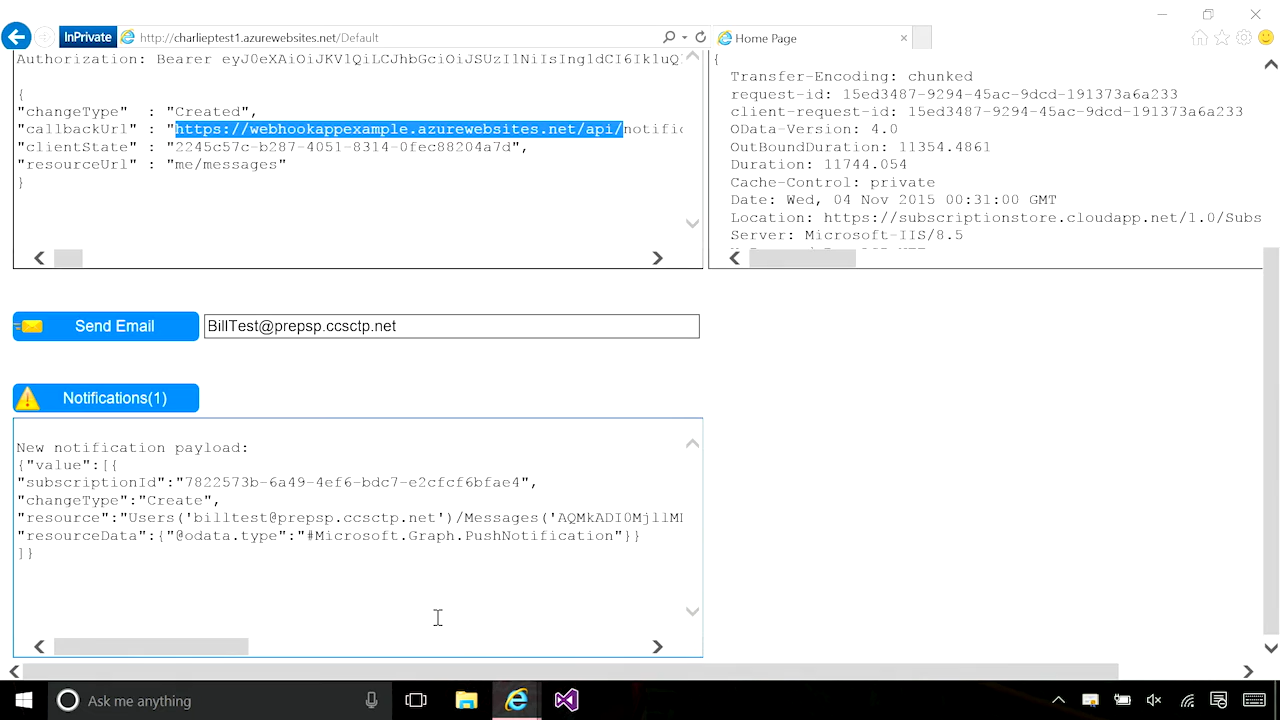 InPrivate
http://charlieptest1.azurewebsites.net/Default
Home Page
Authorization: Bearer
{
"changeType" : "Created",
"callbackUrl" : "https://webhookappexample.azurewebsites.net/api/notific
"clientState" : "2245c57c-b287-4051-8314-0fec88204a7d",
"resourceUrl" : "me/messages"
}
{
Transfer-Encoding: chunked
request-id: 15ed3487-9294-45ac-9dcd-191373a6a233
client-request-id: 15ed3487-9294-45ac-9dcd-191373a6a233
OData-Version: 4.0
OutBoundDuration: 11354.4861
Duration: 11744.054
Cache-Control: private
Date: Wed, 04 Nov 2015 00:31:00 GMT
Location: https://subscriptionstore.cloudapp.net/1.0/Subs
Server: Microsoft-IIS/8.5
Send Email
BillTest@prepsp.ccsctp.net
Notifications(1)
New notification payload:
{"value":[{
"subscriptionId":"7822573b-6a49-4ef6-bdc7-e2cfcf6bfae4",
"changeType":"Create",
"resource":"Users('billtest@prepsp.ccsctp.net')/Messages('
"resourceData":{"@odata.type":"#Microsoft.Graph.PushNotification"}}
]}
Ask me anything